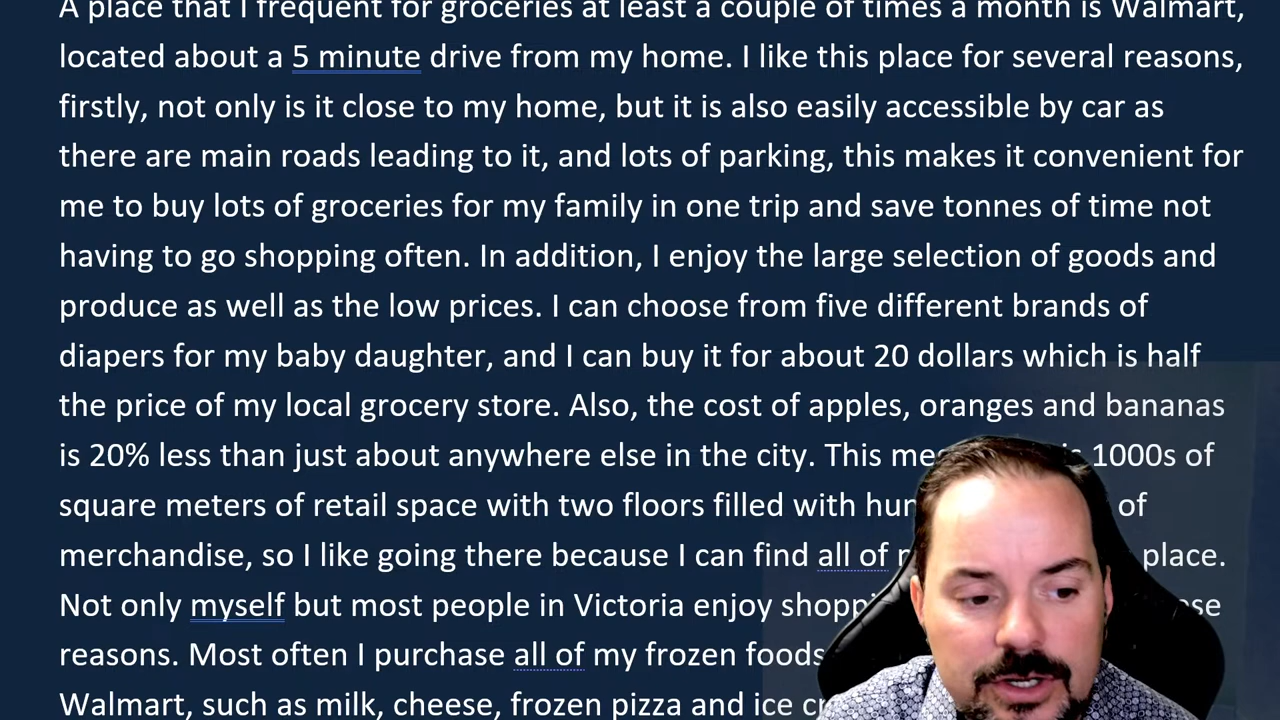 A place that I frequent for groceries at least a couple of times a month is Walmart,
located about a 5 minute drive from my home. I like this place for several reasons,
firstly, not only is it close to my home, but it is also easily accessible by car as
there are main roads leading to it, and lots of parking, this makes it convenient for
me to buy lots of groceries for my family in one trip and save tonnes of time not
having to go shopping often. In addition, I enjoy the large selection of goods and
produce as well as the low prices. I can choose from five different brands of
diapers for my baby daughter, and I can buy it for about 20 dollars which is half
the price of my local grocery store. Also, the cost of apples, oranges and bananas
is 20% less than just about anywhere else in the city. This 1000s of
square meters of retail space with two floors filled with of
merchandise, so I like going there because I can find all of place.
Not only myself but most people in Victoria enjoy
reasons. Most often I purchase all of my frozen foods
Walmart, such as milk, cheese, frozen pizza and ice